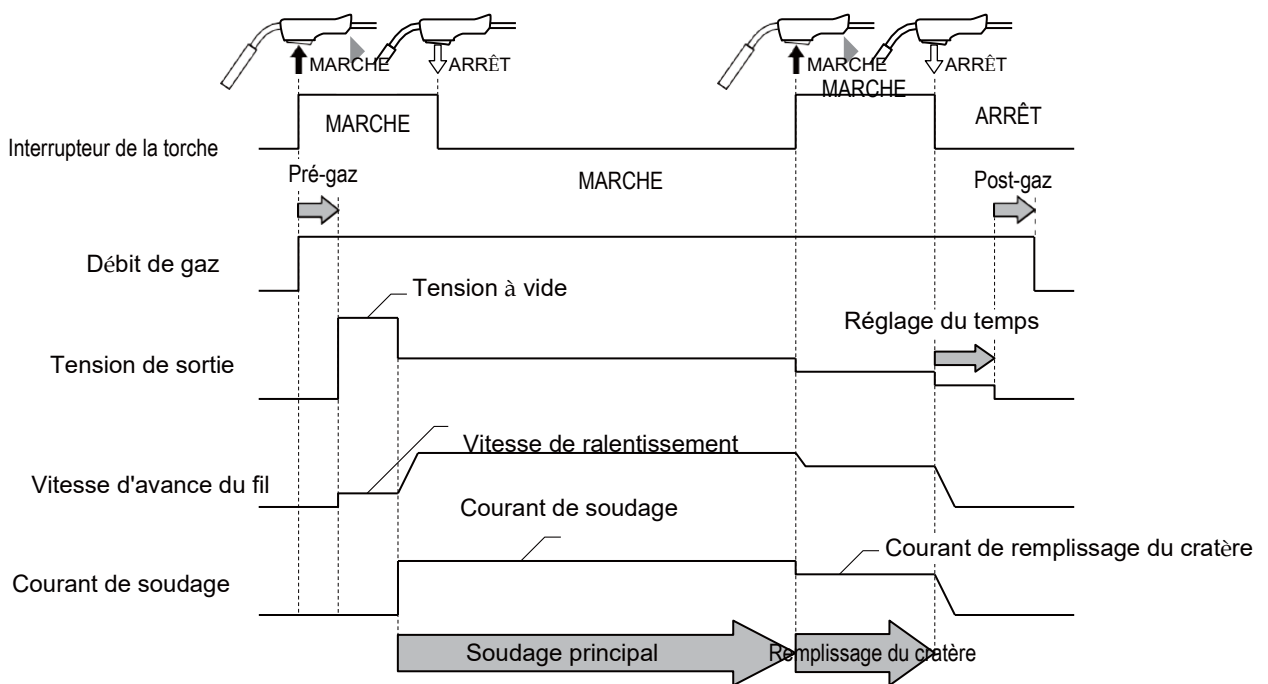 MARCHE
ARRÊT
MARCHE
ARRÊT
MARCHE
MARCHE
ARRÊT
Interrupteur de la torche
Pré-gaz
MARCHE
Post-gaz
Débit de gaz
Tension à vide
Réglage du temps
Tension de sortie
Vitesse de ralentissement
Vitesse d'avance du fil
Courant de soudage
Courant de remplissage du cratère
Courant de soudage
Soudage principal
Remplissage du cratère